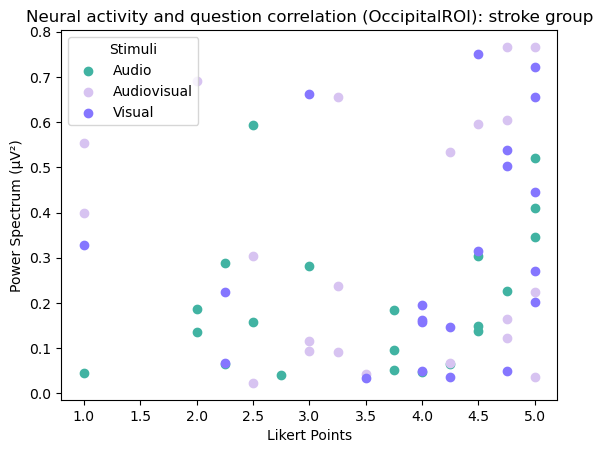 Neural activity and question correlation (OccipitalROI): stroke group
Stimuli
Audio
Audiovisual
Visual
Power Spectrum (µV²)
0.8
0.7
0.6
0.5
0.4
0.3
0.2
0.1
0.0
1.0 1.5 2.0 2.5 3.0 3.5 4.0 4.5 5.0
Likert Points